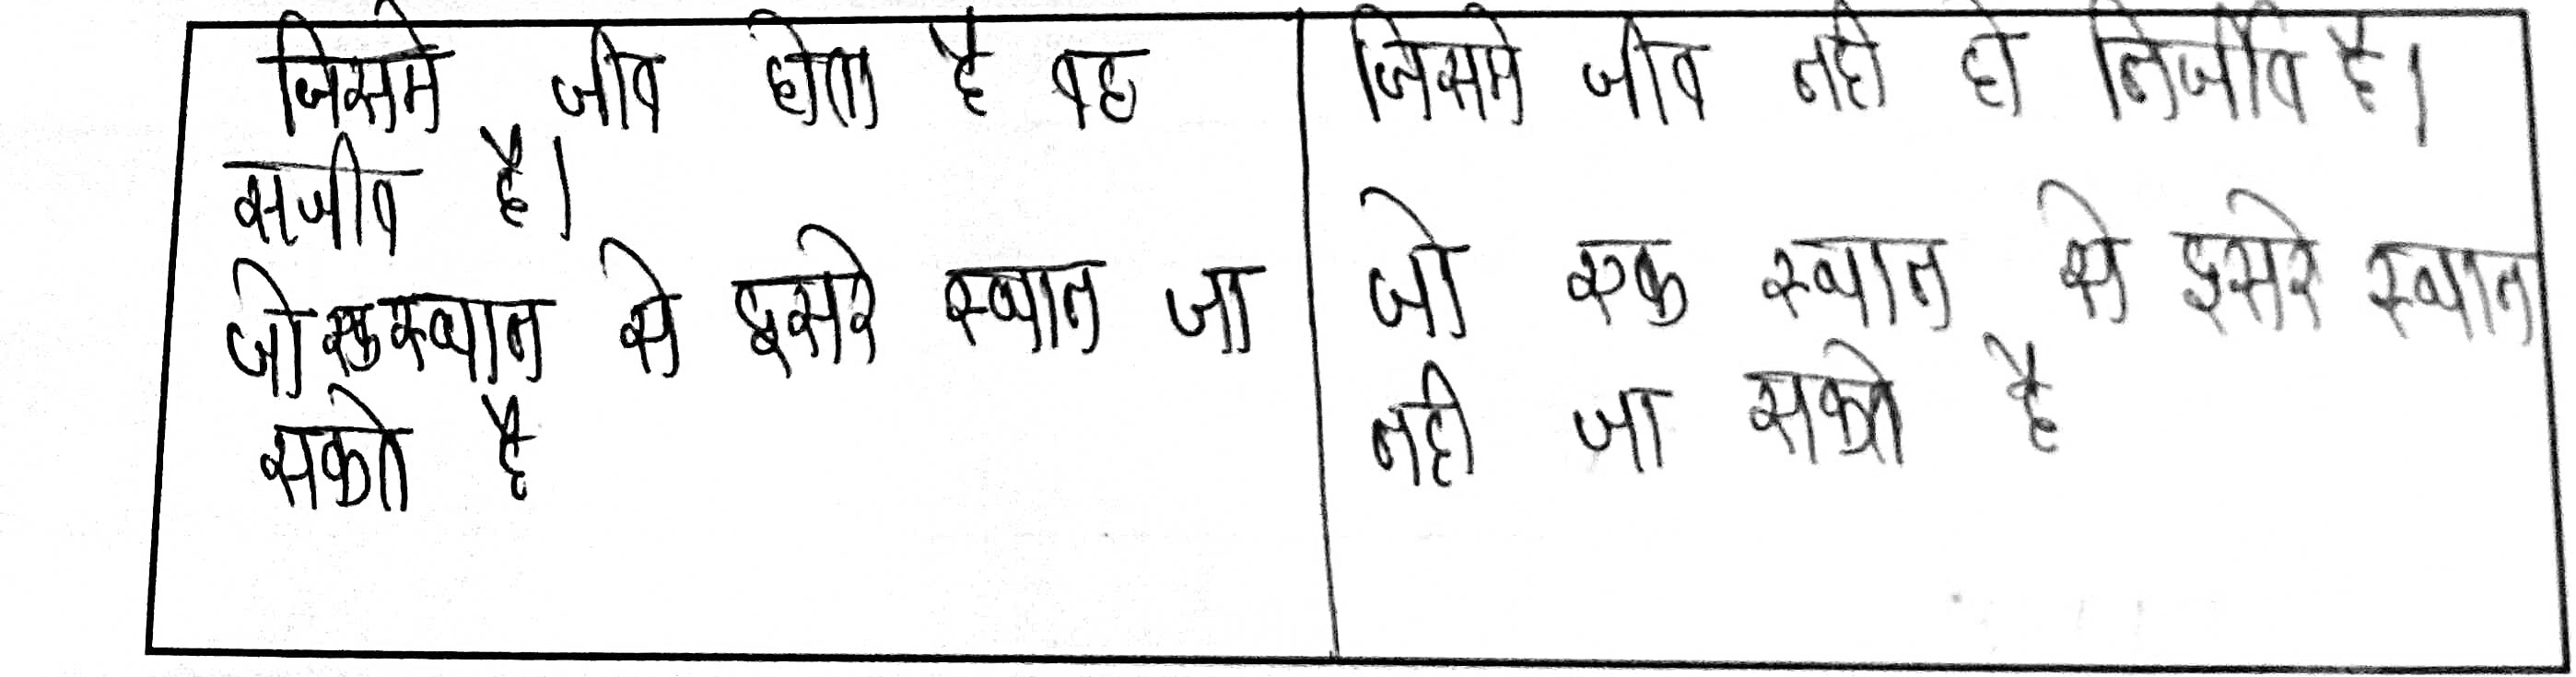 जिसमे जीव होता है वह
सजीव है।
जो एक स्थान से दुसरे स्थान जा
सकते है
जिसमे जीव नही हो निर्जीव है।
जो एक स्थान से दुसरे स्थान
नही जा सकते है